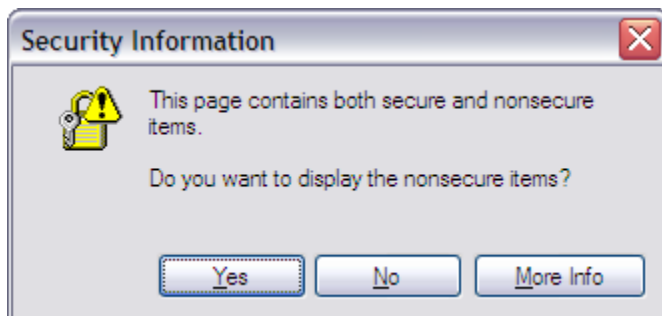 Security Information
This page contains both secure and nonsecure
items.
Do you want to display the nonsecure items?
Yes
No
More Info